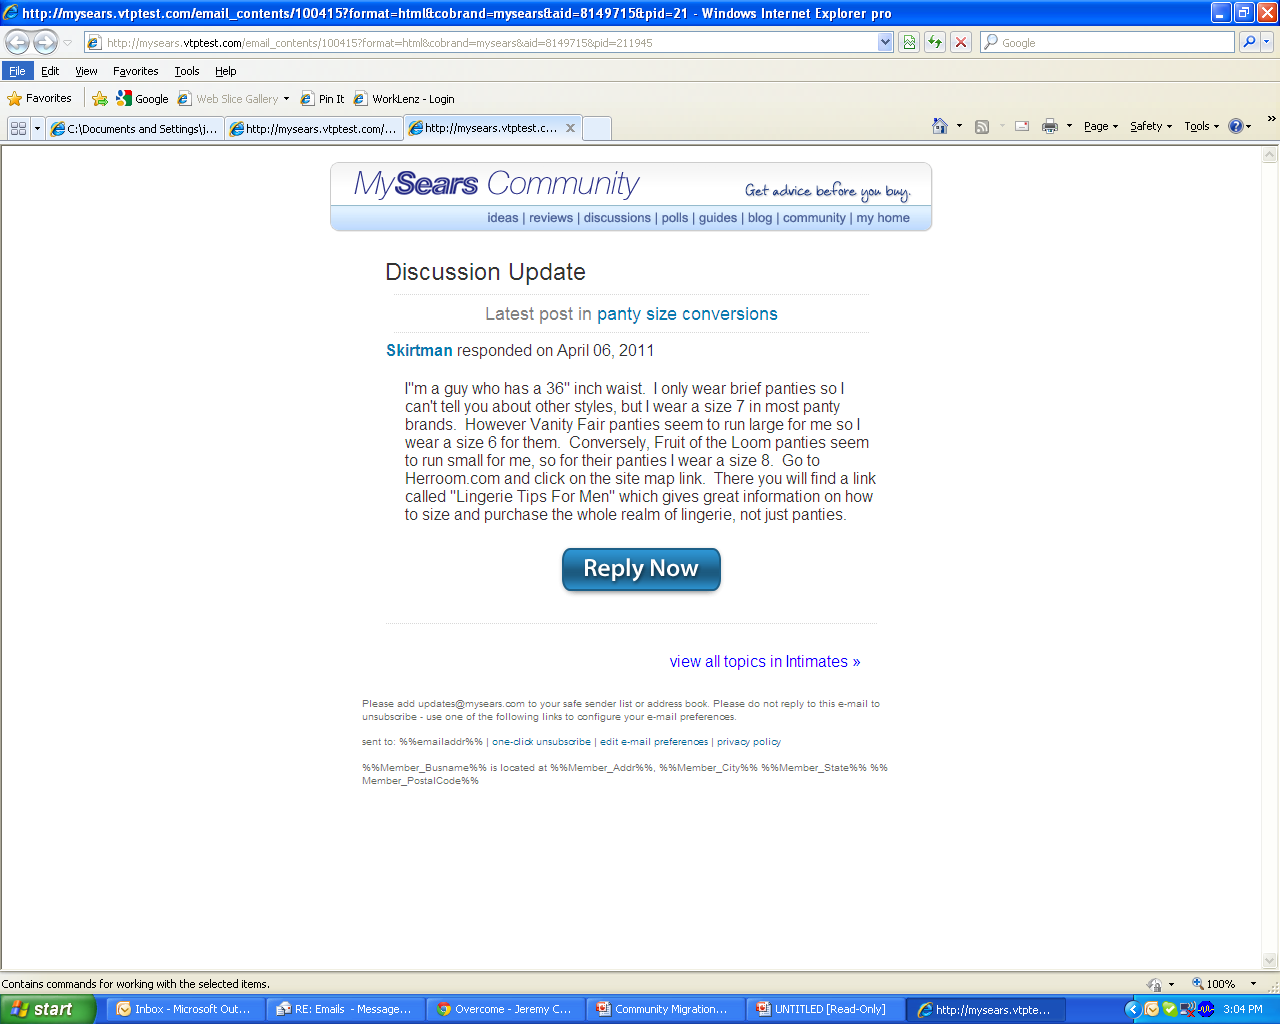 http://mysears.vtptest.com/email_contents/100415?format=html&cobrand=mysears&aid=8149715&pid=21 - Windows Internet Explorer pro
http://mysears.vtptest.com/email_contents/100415?format=html&cobrand=mysears&aid=8149715&pid=211945
Google
File Edit View Favorites Tools Help
Favorites Google Web Slice Gallery Pin It WorkLenz - Login
C:\Documents and Settings\j... http://mysears.vtptest.com/... http://mysears.vtptest.c... Page Safety Tools »
MySears Community Get advice before you buy.
ideas | reviews | discussions | polls | guides | blog | community | my home
Discussion Update
Latest post in panty size conversions
Skirtman responded on April 06, 2011
I"m a guy who has a 36" inch waist. I only wear brief panties so I
can't tell you about other styles, but I wear a size 7 in most panty
brands. However Vanity Fair panties seem to run large for me so I
wear a size 6 for them. Conversely, Fruit of the Loom panties seem
to run small for me, so for their panties I wear a size 8. Go to
Herroom.com and click on the site map link. There you will find a link
called "Lingerie Tips For Men" which gives great information on how
to size and purchase the whole realm of lingerie, not just panties.
Reply Now
view all topics in Intimates »
Please add updates@mysears.com to your safe sender list or address book. Please do not reply to this e-mail to
unsubscribe - use one of the following links to configure your e-mail preferences.
sent to: %%emailaddr%% | one-click unsubscribe | edit e-mail preferences | privacy policy
%%Member_Busname%% is located at %%Member_Addr%%, %%Member_City%% %%Member_State%% %%
Member_PostalCode%%
Contains commands for working with the selected items.
100%
start Inbox - Microsoft Out... RE: Emails - Message... Overcome - Jeremy C... Community Migration... UNTITLED [Read-Only] http://mysears.vtpte... 3:04 PM